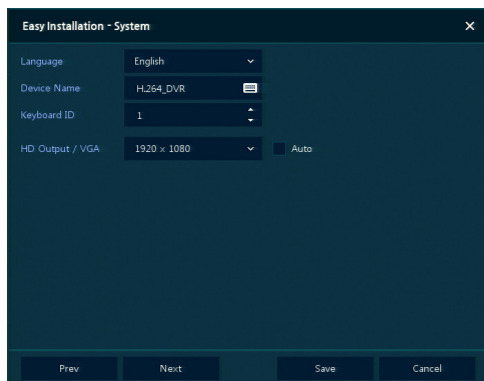 Easy Installation - System
Language English
Device Name H.264_DVR
Keyboard ID 1
HD Output / VGA 1920 x 1080 Auto
Prev Next Save Cancel